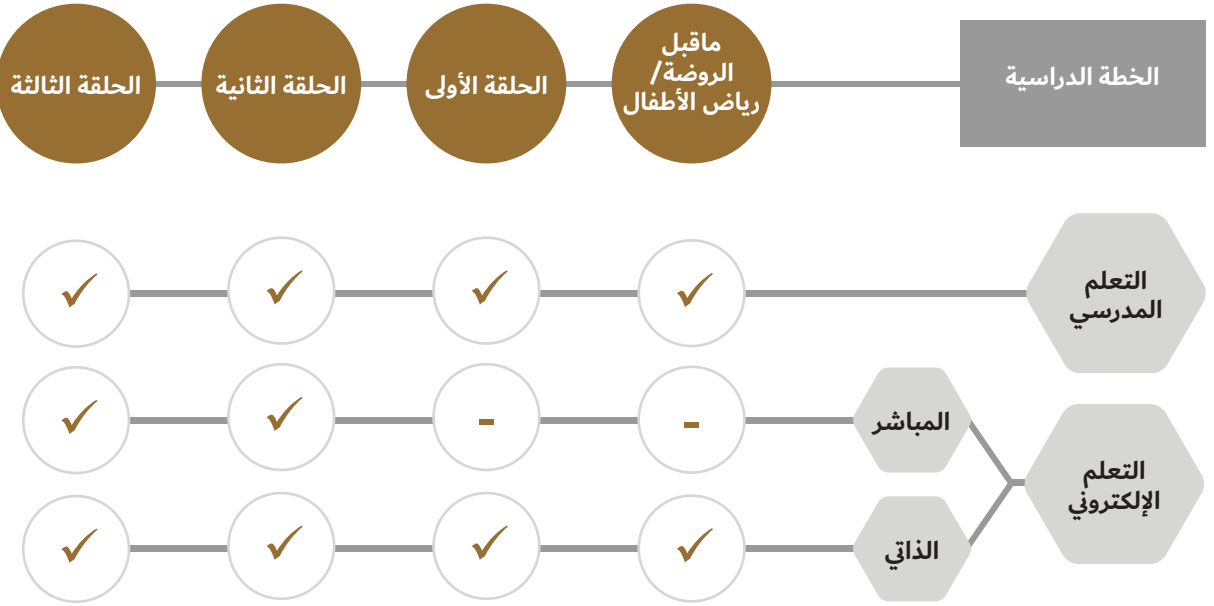 الخطة الدراسية
ماقبل
الروضة/
رياض الأطفال
الحلقة الأولى
الحلقة الثانية
الحلقة الثالثة
التعلم
المدرسي
✓ ✓ ✓ ✓
التعلم
الإلكتروني
المباشر
- - ✓ ✓
الذاتي
✓ ✓ ✓ ✓